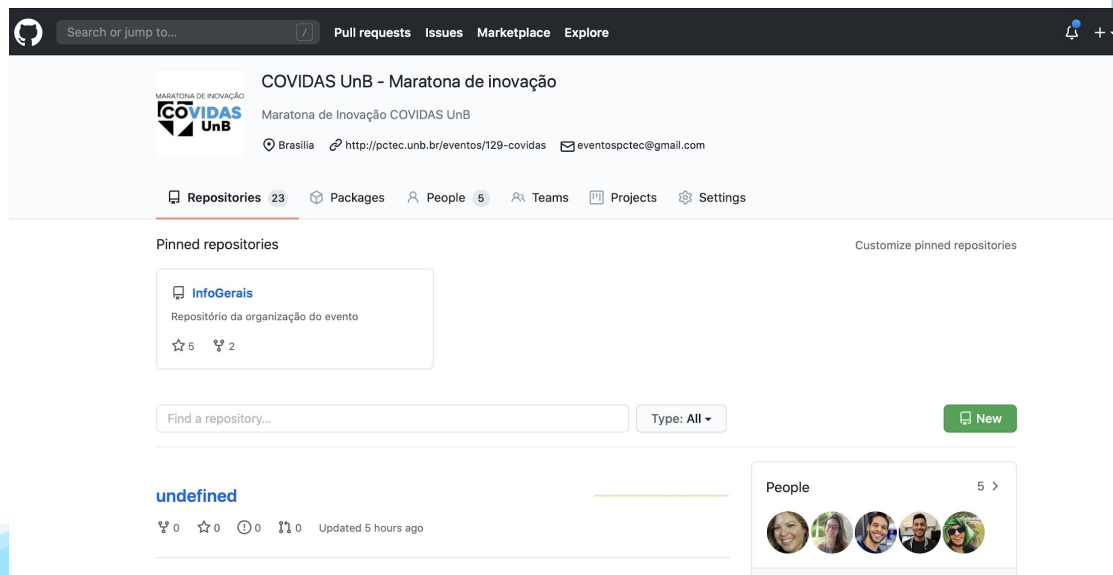 Search or jump to... / Pull requests Issues Marketplace Explore
COVIDAS UnB - Maratona de inovação
MARATONA DE INOVAÇÃO
COVIDAS
UnB
Maratona de Inovação COVIDAS UnB
Brasilia http://pctec.unb.br/eventos/129-covidas eventospctec@gmail.com
Repositories 23 Packages People 5 Teams Projects Settings
Pinned repositories Customize pinned repositories
InfoGerais
Repositório da organização do evento
5 2
Find a repository... Type: All New
undefined
0 0 0 0 Updated 5 hours ago
People 5